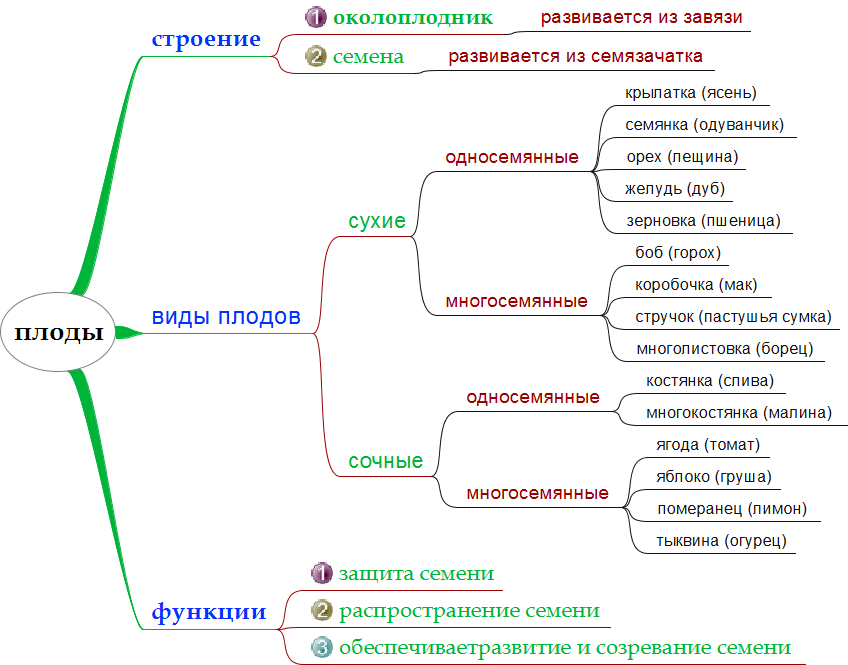 плоды
строение
1 околоплодник
развивается из завязи
2 семена
развивается из семязачатка
виды плодов
сухие
односемянные
крылатка (ясень)
семянка (одуванчик)
орех (лещина)
желудь (дуб)
зерновка (пшеница)
многосемянные
боб (горох)
коробочка (мак)
стручок (пастушья сумка)
многолистовка (борец)
сочные
односемянные
костянка (слива)
многокостянка (малина)
многосемянные
ягода (томат)
яблоко (груша)
померанец (лимон)
тыквина (огурец)
функции
1 защита семени
2 распространение семени
3 обеспечиваетразвитие и созревание семени